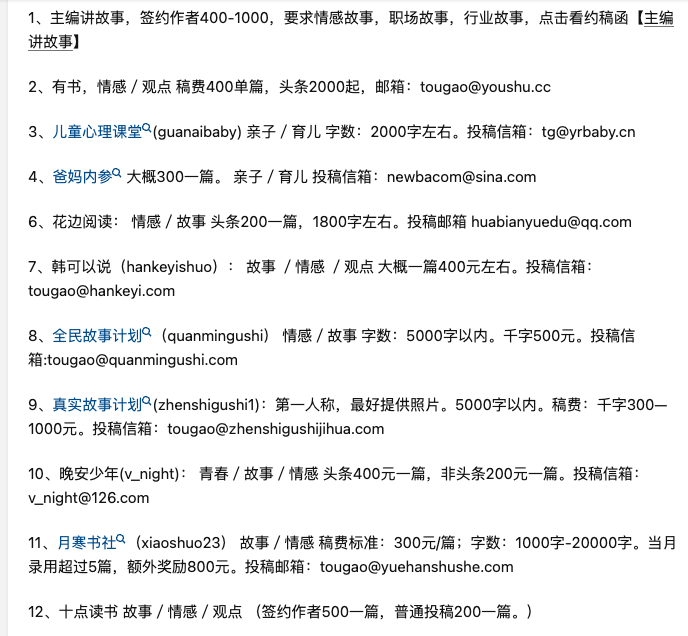 1、主编讲故事，签约作者400-1000，要求情感故事，职场故事，行业故事，点击看约稿函【主编
讲故事】
2、有书，情感 / 观点 稿费400单篇，头条2000起，邮箱：tougao@youshu.cc
3、儿童心理课堂(guanaibaby) 亲子 / 育儿 字数：2000字左右。投稿信箱：tg@yrbaby.cn
4、爸妈内参 大概300一篇。 亲子 / 育儿 投稿信箱：newbacom@sina.com
6、花边阅读： 情感 / 故事 头条200一篇，1800字左右。投稿邮箱 huabianyuedu@qq.com
7、韩可以说（hankeyishuo）： 故事 / 情感 / 观点 大概一篇400元左右。投稿信箱：
tougao@hankeyi.com
8、全民故事计划（quanmingushi） 情感 / 故事 字数：5000字以内。千字500元。投稿信
箱:tougao@quanmingushi.com
9、真实故事计划(zhenshigushi1)：第一人称，最好提供照片。5000字以内。稿费：千字300—
1000元。投稿信箱：tougao@zhenshigushijihua.com
10、晚安少年(v_night)： 青春 / 故事 / 情感 头条400元一篇，非头条200元一篇。投稿信箱：
v_night@126.com
11、月寒书社（xiaoshuo23） 故事 / 情感 稿费标准：300元/篇；字数：1000字-20000字。当月
录用超过5篇，额外奖励800元。投稿邮箱：tougao@yuehanshushe.com
12、十点读书 故事 / 情感 / 观点 （签约作者500一篇，普通投稿200一篇。）